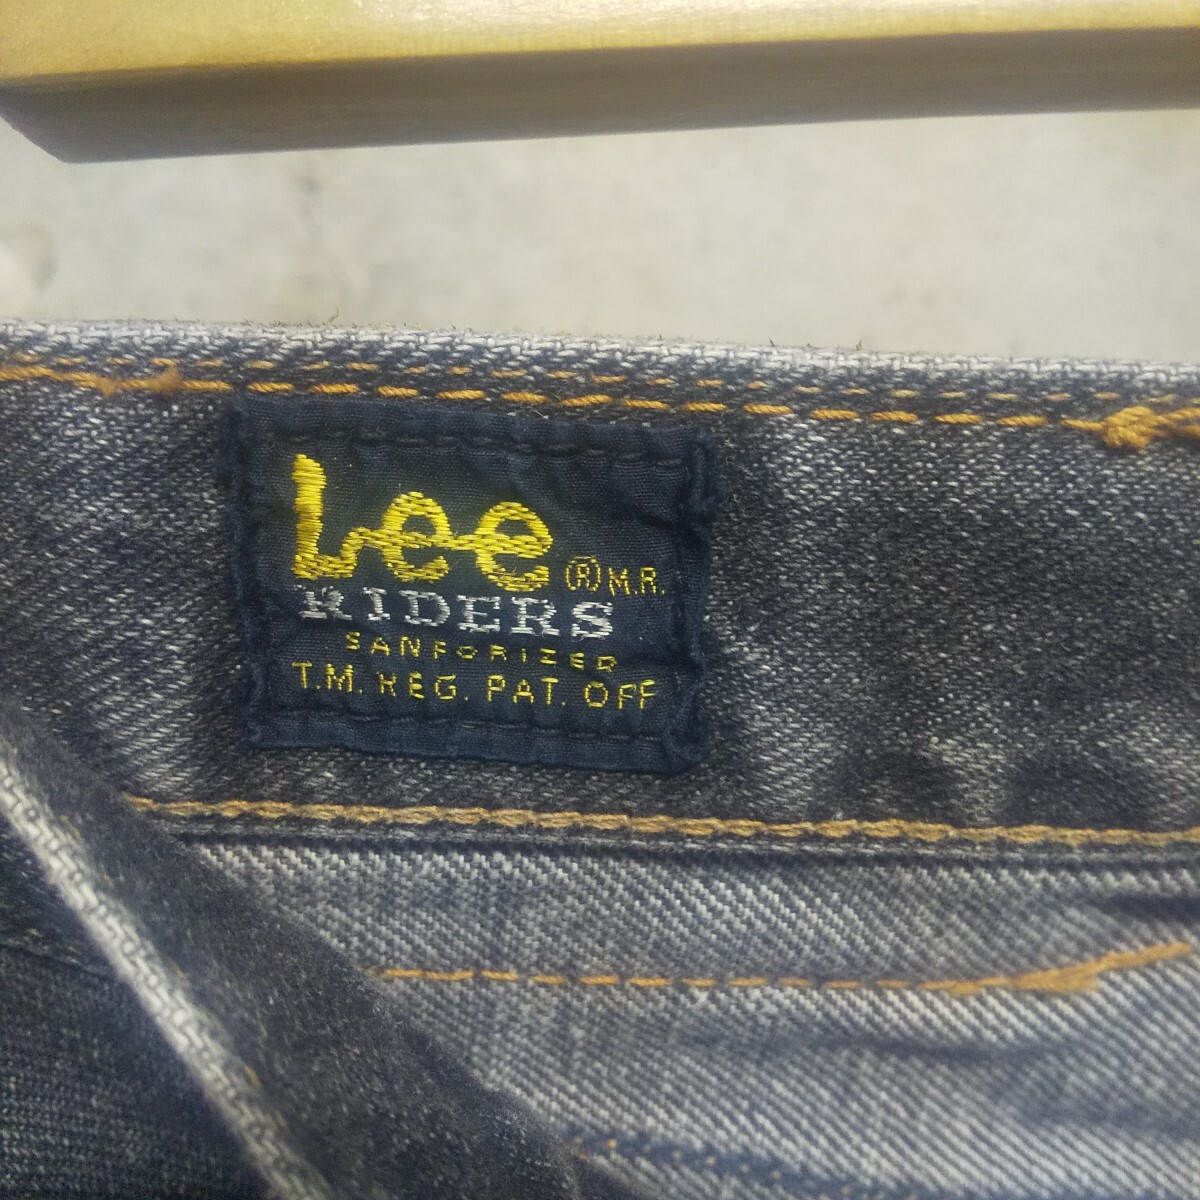 Lee ® M.R.
RIDERS
SANFORIZED
T.M. REG. PAT. OFF